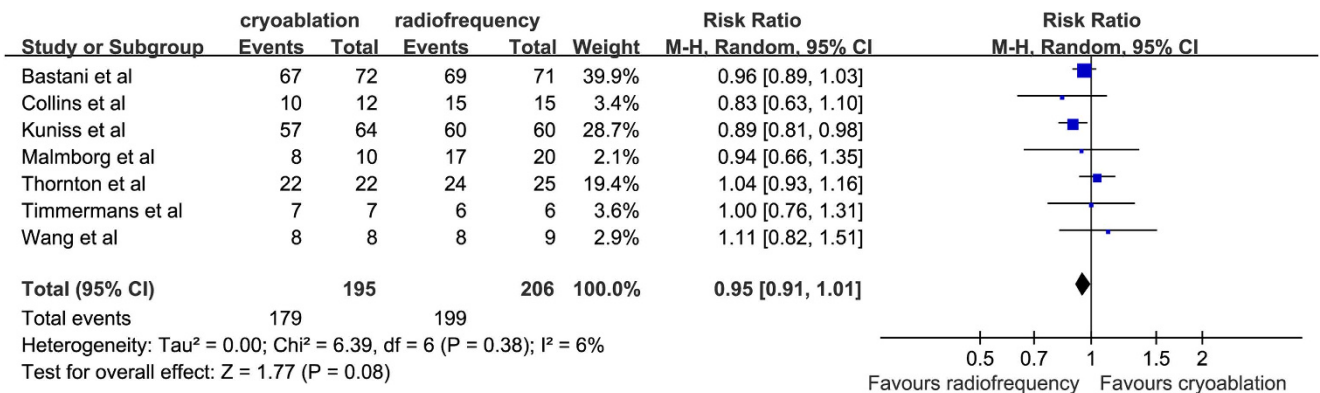 cryoablation radiofrequency Risk Ratio Risk Ratio
Study or Subgroup Events Total Events Total Weight M-H, Random, 95% CI M-H, Random, 95% CI
Bastani et al 67 72 69 71 39.9% 0.96 [0.89, 1.03]
Collins et al 10 12 15 15 3.4% 0.83 [0.63, 1.10]
Kuniss et al 57 64 60 60 28.7% 0.89 [0.81, 0.98]
Malmborg et al 8 10 17 20 2.1% 0.94 [0.66, 1.35]
Thornton et al 22 22 24 25 19.4% 1.04 [0.93, 1.16]
Timmermans et al 7 7 6 6 3.6% 1.00 [0.76, 1.31]
Wang et al 8 8 8 9 2.9% 1.11 [0.82, 1.51]
Total (95% CI) 195 206 100.0% 0.95 [0.91, 1.01]
Total events 179 199
Heterogeneity: Tau² = 0.00; Chi² = 6.39, df = 6 (P = 0.38); I² = 6%
Test for overall effect: Z = 1.77 (P = 0.08)
0.5 0.7 1 1.5 2
Favours radiofrequency Favours cryoablation